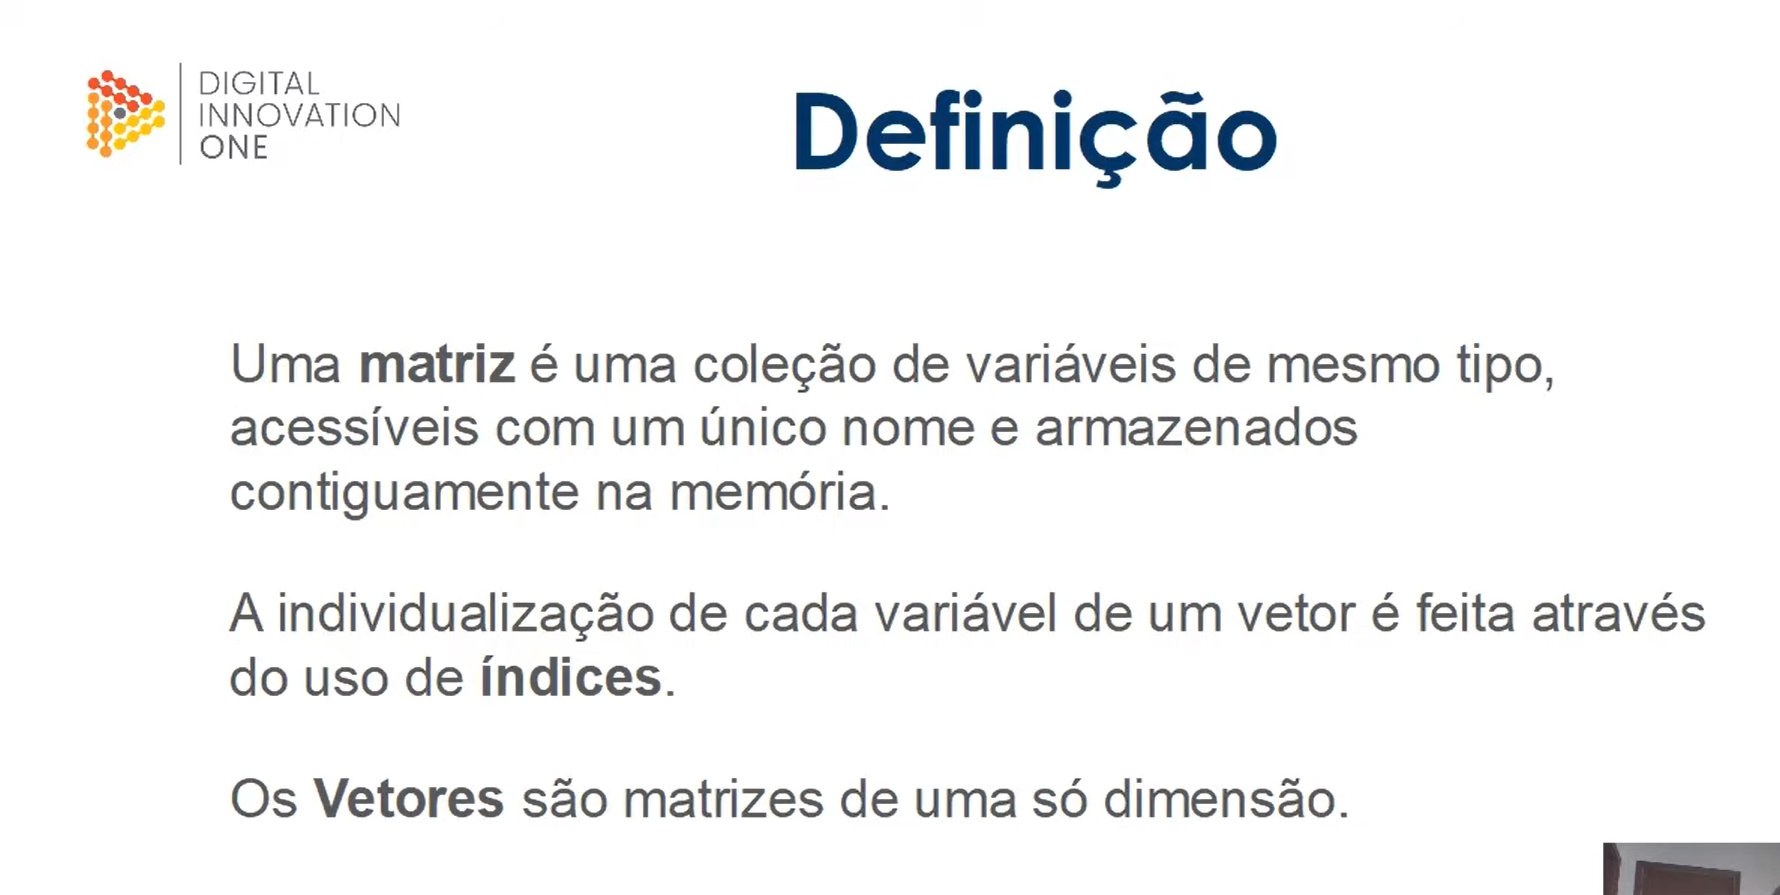 DIGITAL
INNOVATION
ONE
Definição
Uma matriz é uma coleção de variáveis de mesmo tipo,
acessíveis com um único nome e armazenados
contiguamente na memória.
A individualização de cada variável de um vetor é feita através
do uso de índices.
Os Vetores são matrizes de uma só dimensão.